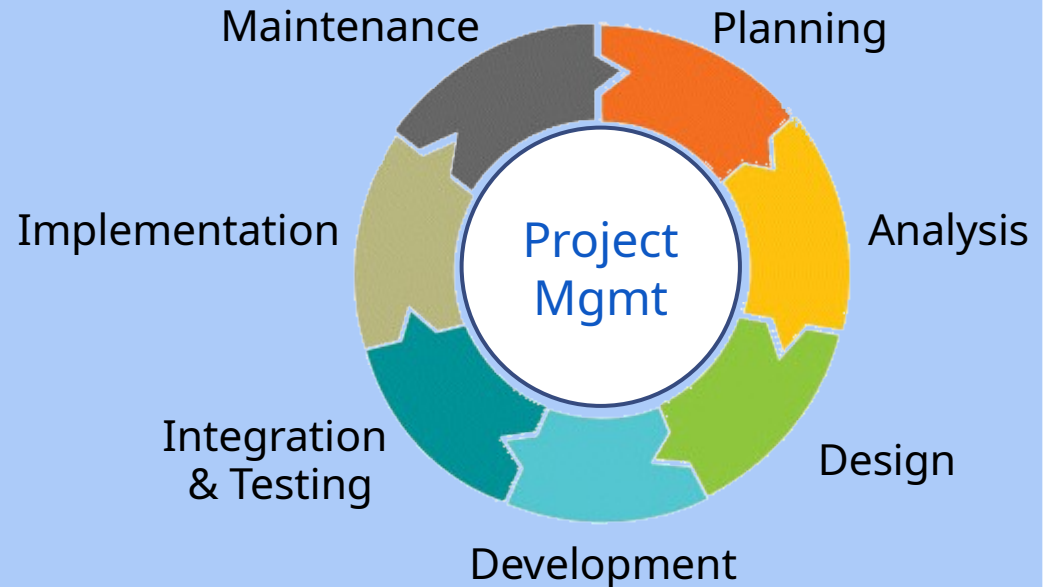 Maintenance
Planning
Implementation
Project
Mgmt
Analysis
Integration
& Testing
Design
Development